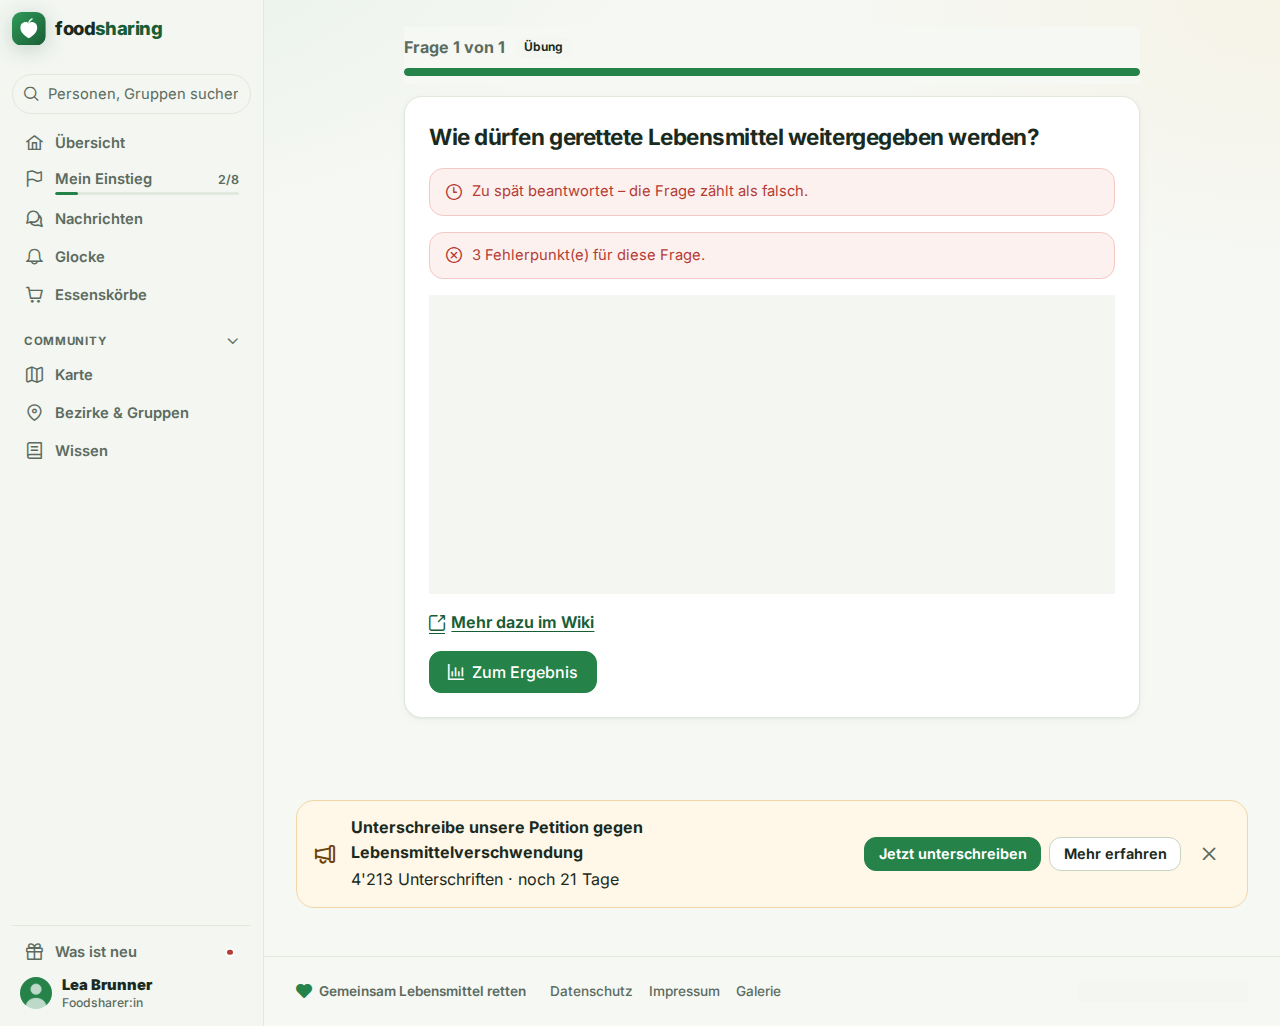 foodsharing
Personen, Gruppen sucher
Übersicht
Mein Einstieg 2/8
Nachrichten
Glocke
Essenskörbe
COMMUNITY
Karte
Bezirke & Gruppen
Wissen
Was ist neu
Lea Brunner
Foodsharer:in
Frage 1 von 1 Übung
Wie dürfen gerettete Lebensmittel weitergegeben werden?
Zu spät beantwortet – die Frage zählt als falsch.
3 Fehlerpunkt(e) für diese Frage.
Mehr dazu im Wiki
Zum Ergebnis
Unterschreibe unsere Petition gegen
Lebensmittelverschwendung
4'213 Unterschriften · noch 21 Tage
Jetzt unterschreiben
Mehr erfahren
Gemeinsam Lebensmittel retten Datenschutz Impressum Galerie